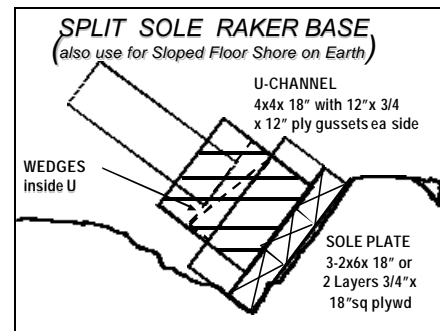 SPLIT SOLE RAKER BASE
(also use for Sloped Floor Shore on Earth)
U-CHANNEL
4x4x 18" with 12"x 3/4
x 12" ply gussets ea side
WEDGES
inside U
SOLE PLATE
3-2x6x 18" or
2 Layers 3/4"x
18"sq plywd